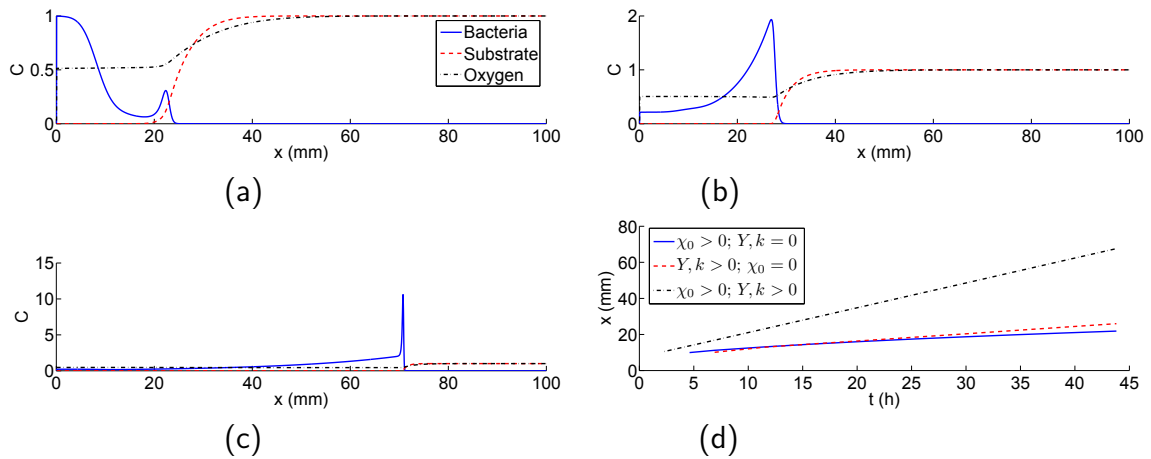 1
0.5
0
C
0 20 40 60 80 100
x (mm)
Bacteria
Substrate
Oxygen
(a)
2
1
0
C
0 20 40 60 80 100
x (mm)
(b)
15
10
5
0
C
0 20 40 60 80 100
x (mm)
(c)
80
60
40
20
0
x (mm)
χ₀ > 0; Y, k = 0
Y, k > 0; χ₀ = 0
χ₀ > 0; Y, k > 0
0 5 10 15 20 25 30 35 40 45
t (h)
(d)